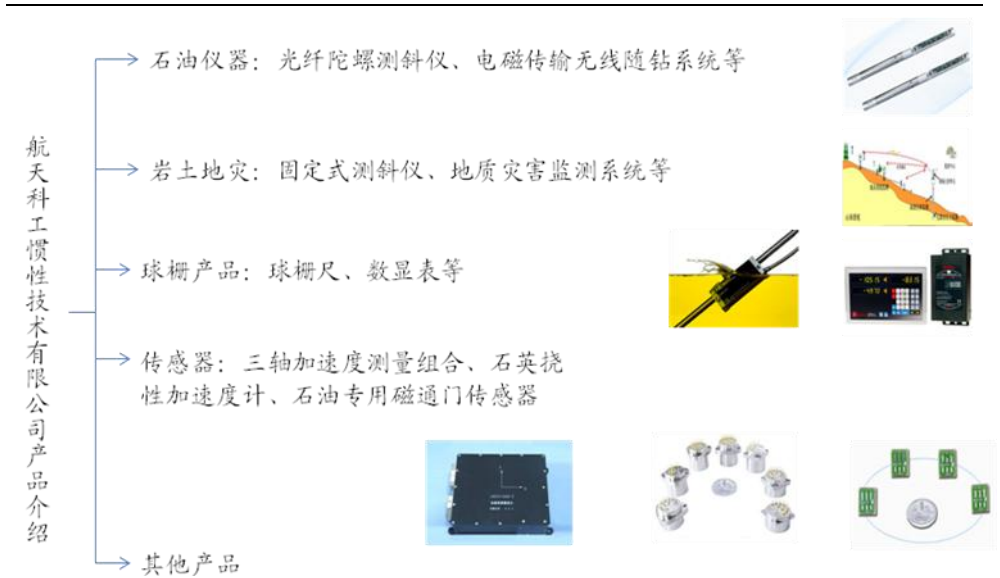 航天科工惯性技术有限公司产品介绍
石油仪器：光纤陀螺测斜仪、电磁传输无线随钻系统等
岩土地灾：固定式测斜仪、地质灾害监测系统等
球栅产品：球栅尺、数显表等
传感器：三轴加速度测量组合、石英挠
性加速度计、石油专用磁通门传感器
其他产品